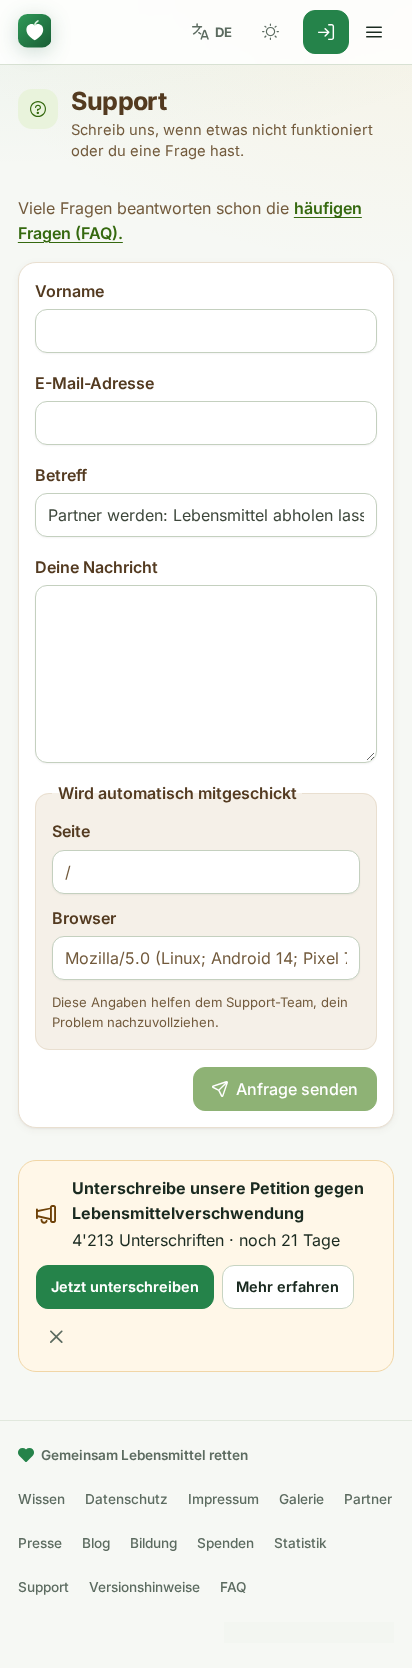 DE
Support
Schreib uns, wenn etwas nicht funktioniert
oder du eine Frage hast.
Viele Fragen beantworten schon die häufigen
Fragen (FAQ).
Vorname
E-Mail-Adresse
Betreff
Partner werden: Lebensmittel abholen lass
Deine Nachricht
Wird automatisch mitgeschickt
Seite
/
Browser
Mozilla/5.0 (Linux; Android 14; Pixel 7
Diese Angaben helfen dem Support-Team, dein
Problem nachzuvollziehen.
Anfrage senden
Unterschreibe unsere Petition gegen
Lebensmittelverschwendung
4'213 Unterschriften · noch 21 Tage
Jetzt unterschreiben
Mehr erfahren
Gemeinsam Lebensmittel retten
Wissen Datenschutz Impressum Galerie Partner
Presse Blog Bildung Spenden Statistik
Support Versionshinweise FAQ